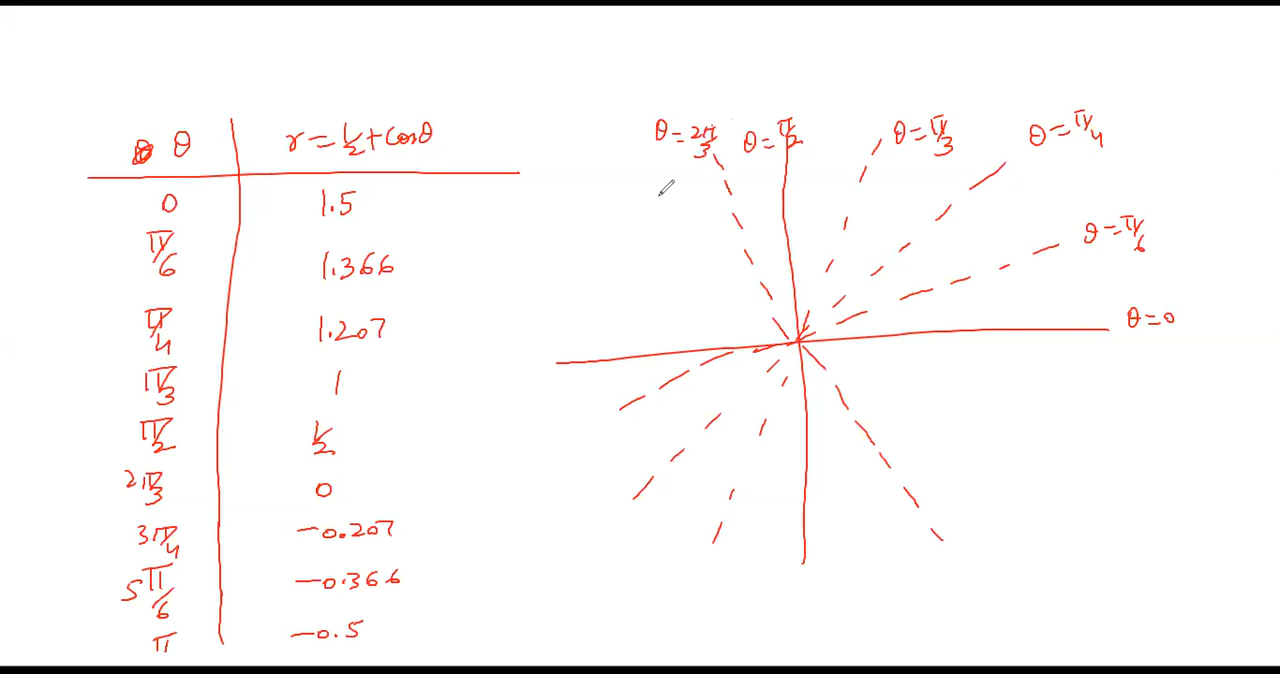 θ r = 1/2 + cosθ
0 1.5
π/6 1.366
π/4 1.207
π/3 1
π/2 1/2
2π/3 0
3π/4 -0.207
5π/6 -0.366
π -0.5
θ = 2π/3
θ = π/2
θ = π/3
θ = π/4
θ = π/6
θ = 0